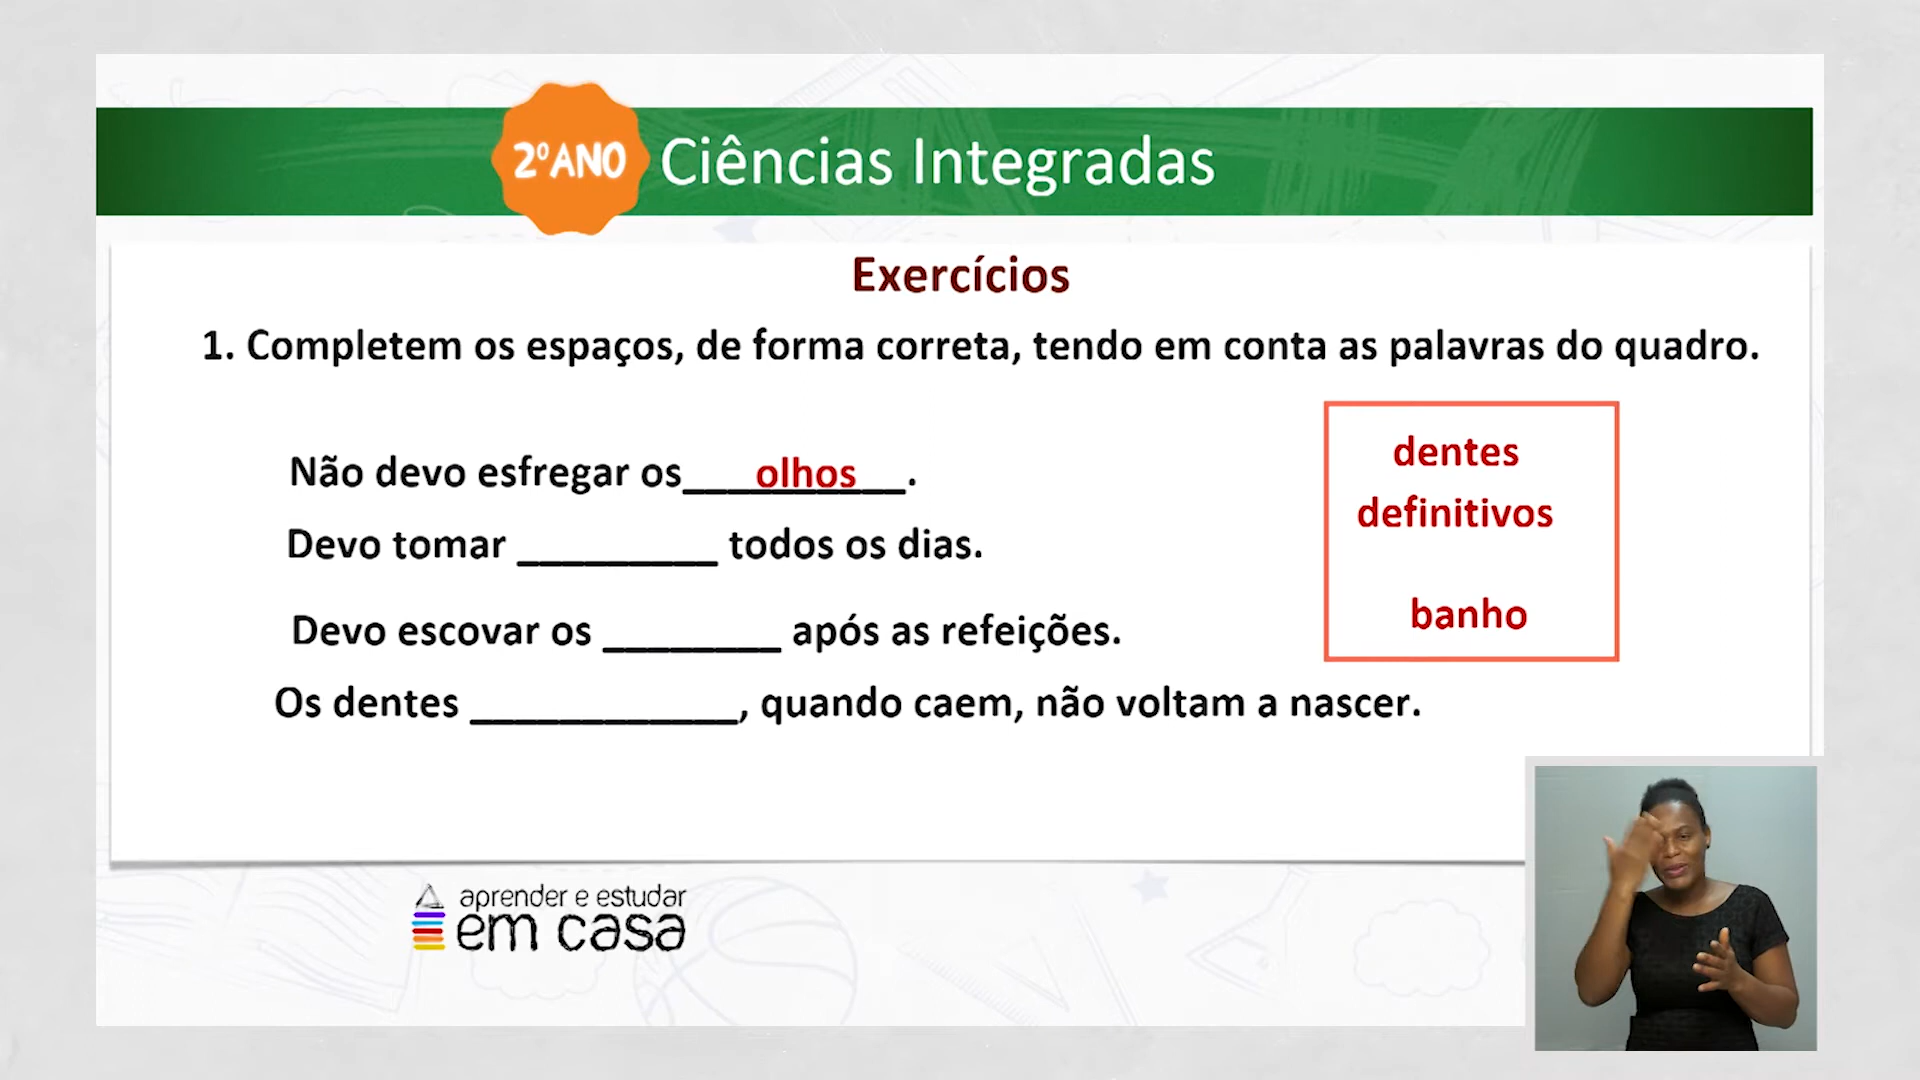 2ºANO Ciências Integradas
Exercícios
1. Completem os espaços, de forma correta, tendo em conta as palavras do quadro.
Não devo esfregar os__________.
olhos
Devo tomar _________ todos os dias.
Devo escovar os ________ após as refeições.
Os dentes ____________, quando caem, não voltam a nascer.
dentes
definitivos
banho
aprender e estudar
em casa